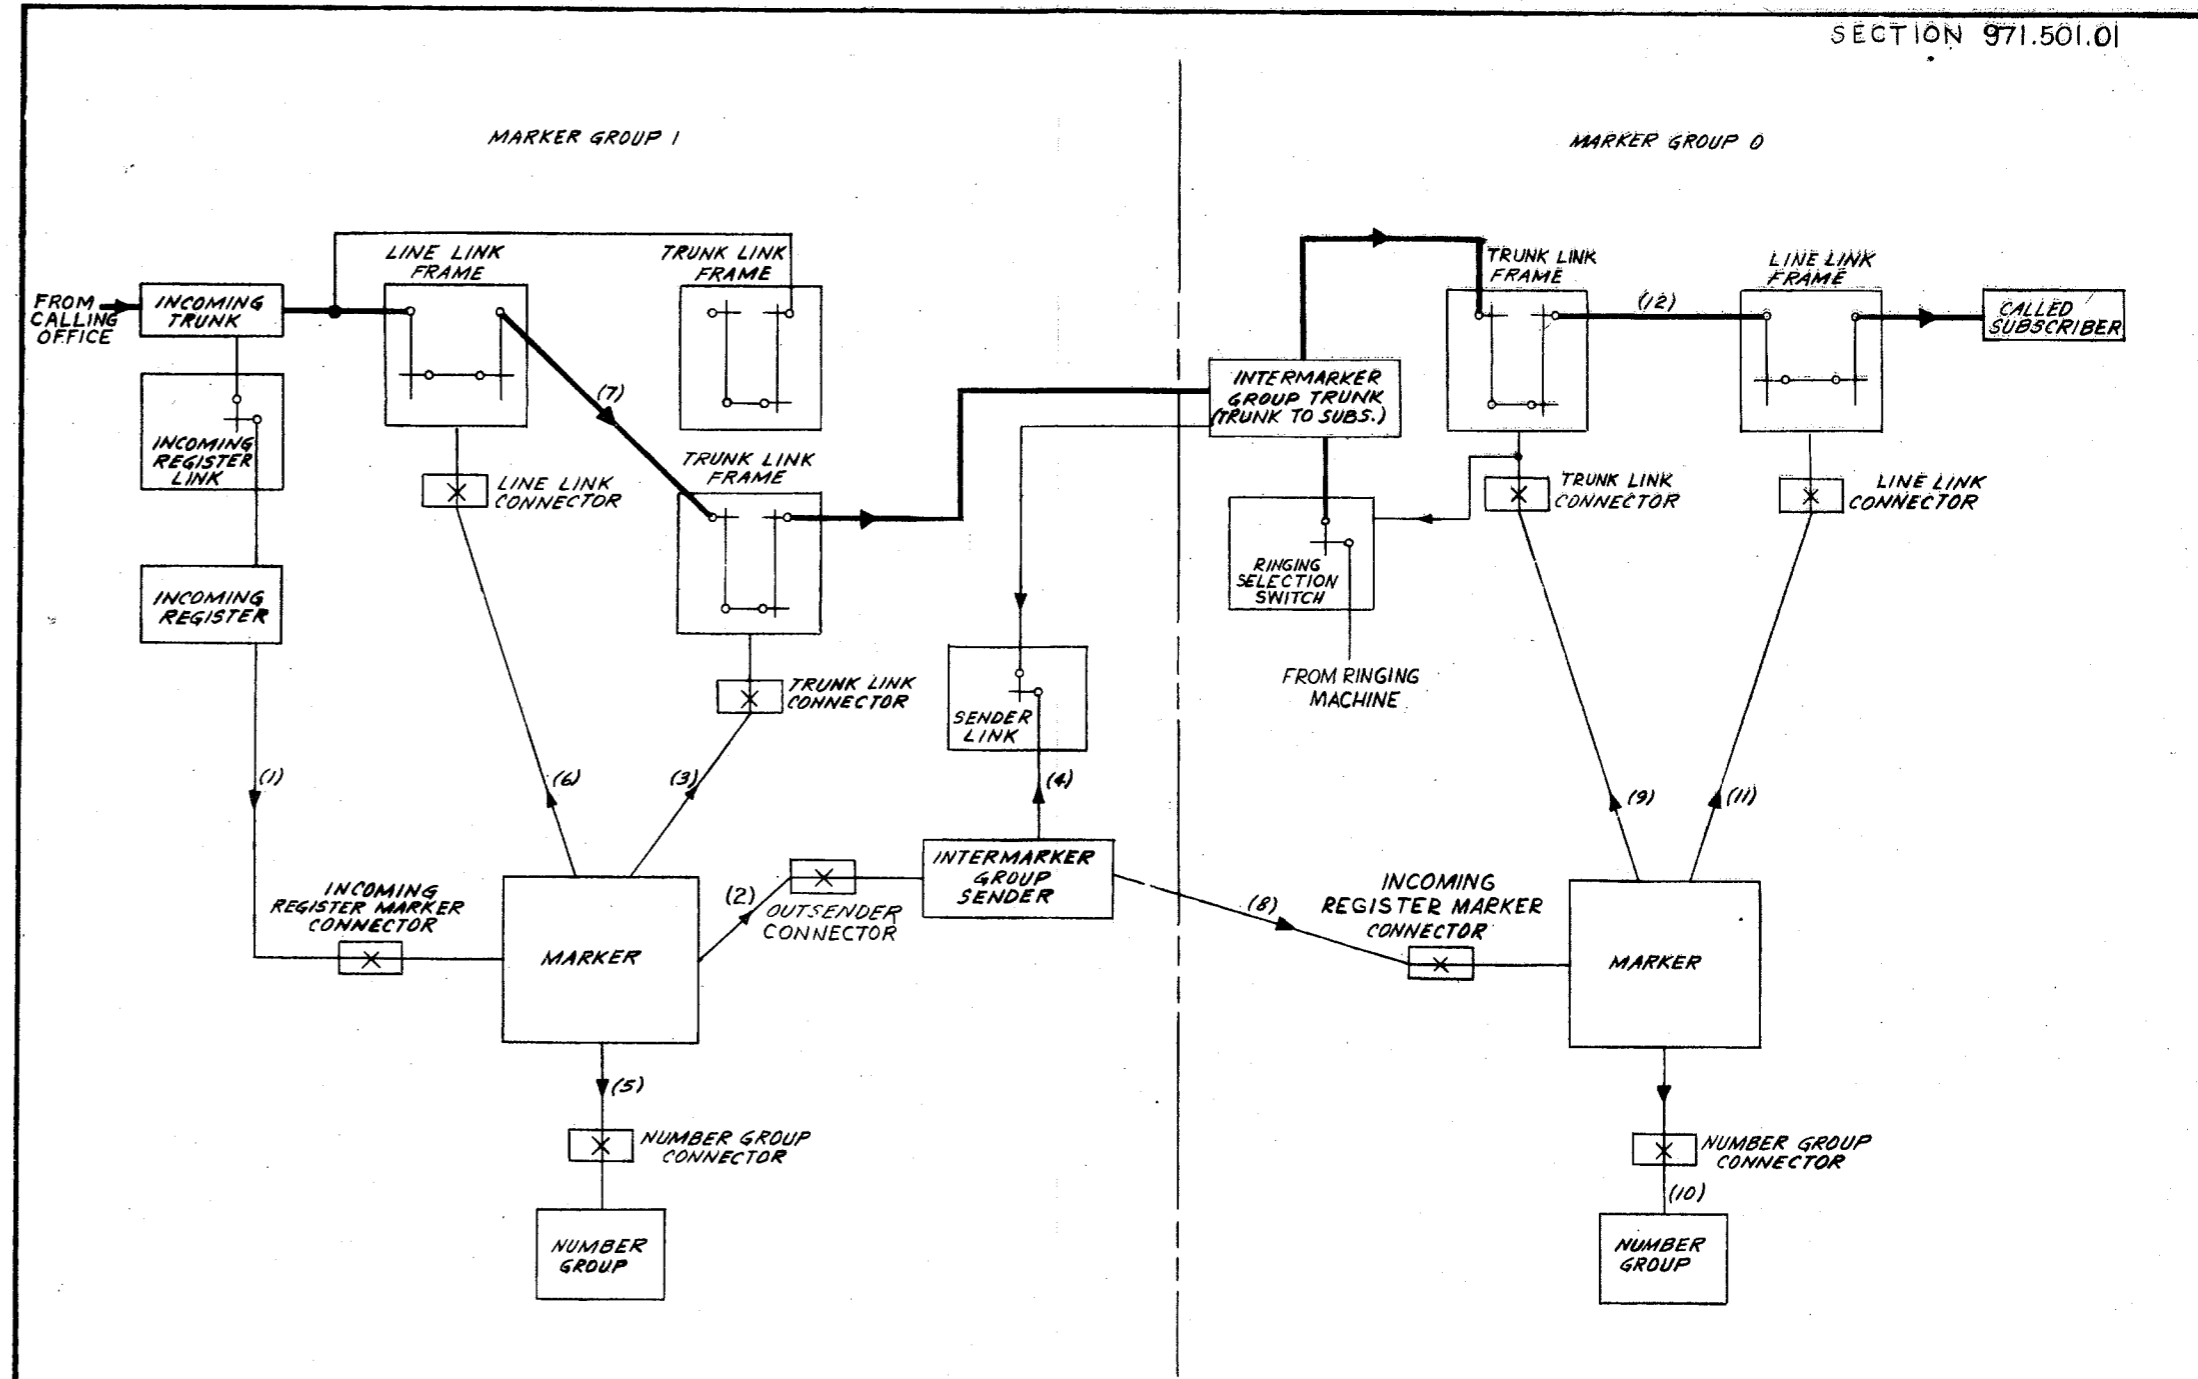 SECTION 971.501.01
MARKER GROUP 1
MARKER GROUP 0
FROM
CALLING
OFFICE
INCOMING
TRUNK
LINE LINK
FRAME
TRUNK LINK
FRAME
INCOMING
REGISTER
LINK
(7)
LINE LINK
CONNECTOR
TRUNK LINK
FRAME
INCOMING
REGISTER
TRUNK LINK
CONNECTOR
SENDER
LINK
(1)
(6)
(3)
(4)
INCOMING
REGISTER MARKER
CONNECTOR
MARKER
(2)
OUTSENDER
CONNECTOR
INTERMARKER
GROUP
SENDER
(5)
NUMBER GROUP
CONNECTOR
NUMBER
GROUP
INTERMARKER
GROUP TRUNK
(TRUNK TO SUBS.)
TRUNK LINK
FRAME
(12)
LINE LINK
FRAME
CALLED
SUBSCRIBER
RINGING
SELECTION
SWITCH
FROM RINGING
MACHINE
TRUNK LINK
CONNECTOR
LINE LINK
CONNECTOR
(9)
(11)
(8)
INCOMING
REGISTER MARKER
CONNECTOR
MARKER
NUMBER GROUP
CONNECTOR
(10)
NUMBER
GROUP